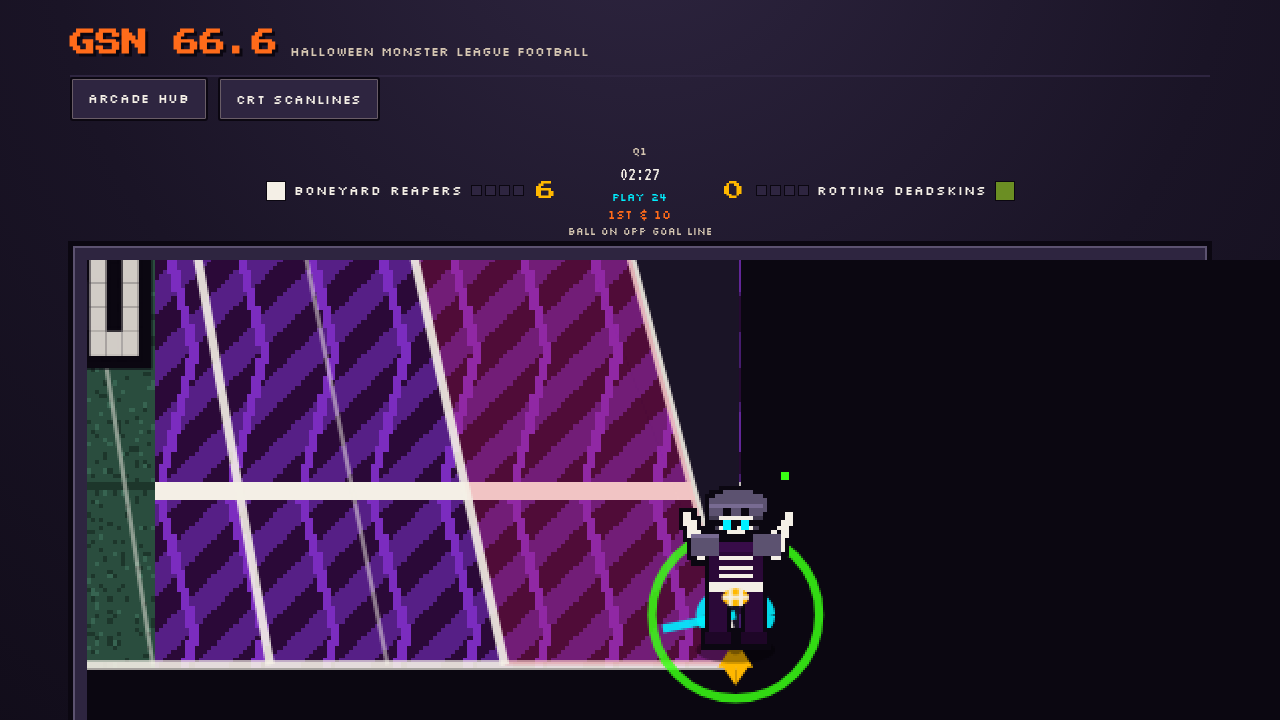 GSN 66.6
HALLOWEEN MONSTER LEAGUE FOOTBALL
ARCADE HUB
CRT SCANLINES
Q1
02:27
BONEYARD REAPERS
6
0
ROTTING DEADSKINS
PLAY 24
1ST & 10
BALL ON OPP GOAL LINE